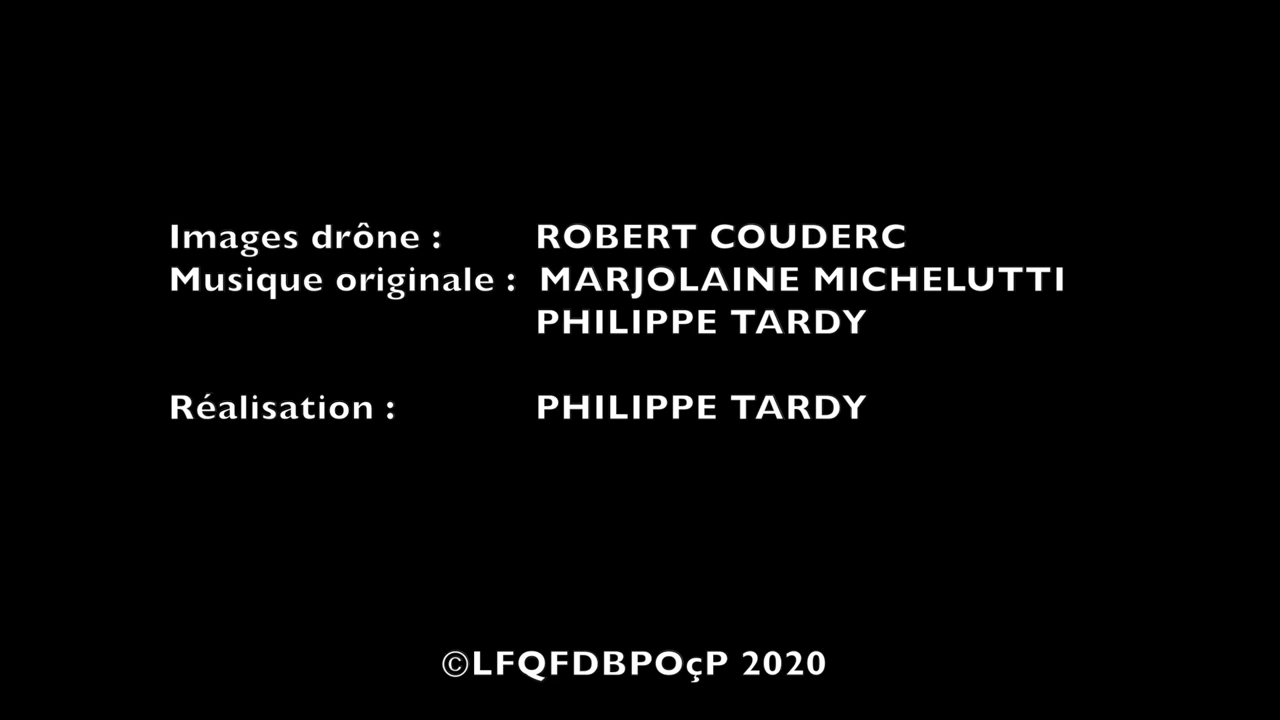 Images drône : ROBERT COUDERC
Musique originale : MARJOLAINE MICHELUTTI
PHILIPPE TARDY
Réalisation : PHILIPPE TARDY
©LFQFDBPOçP 2020